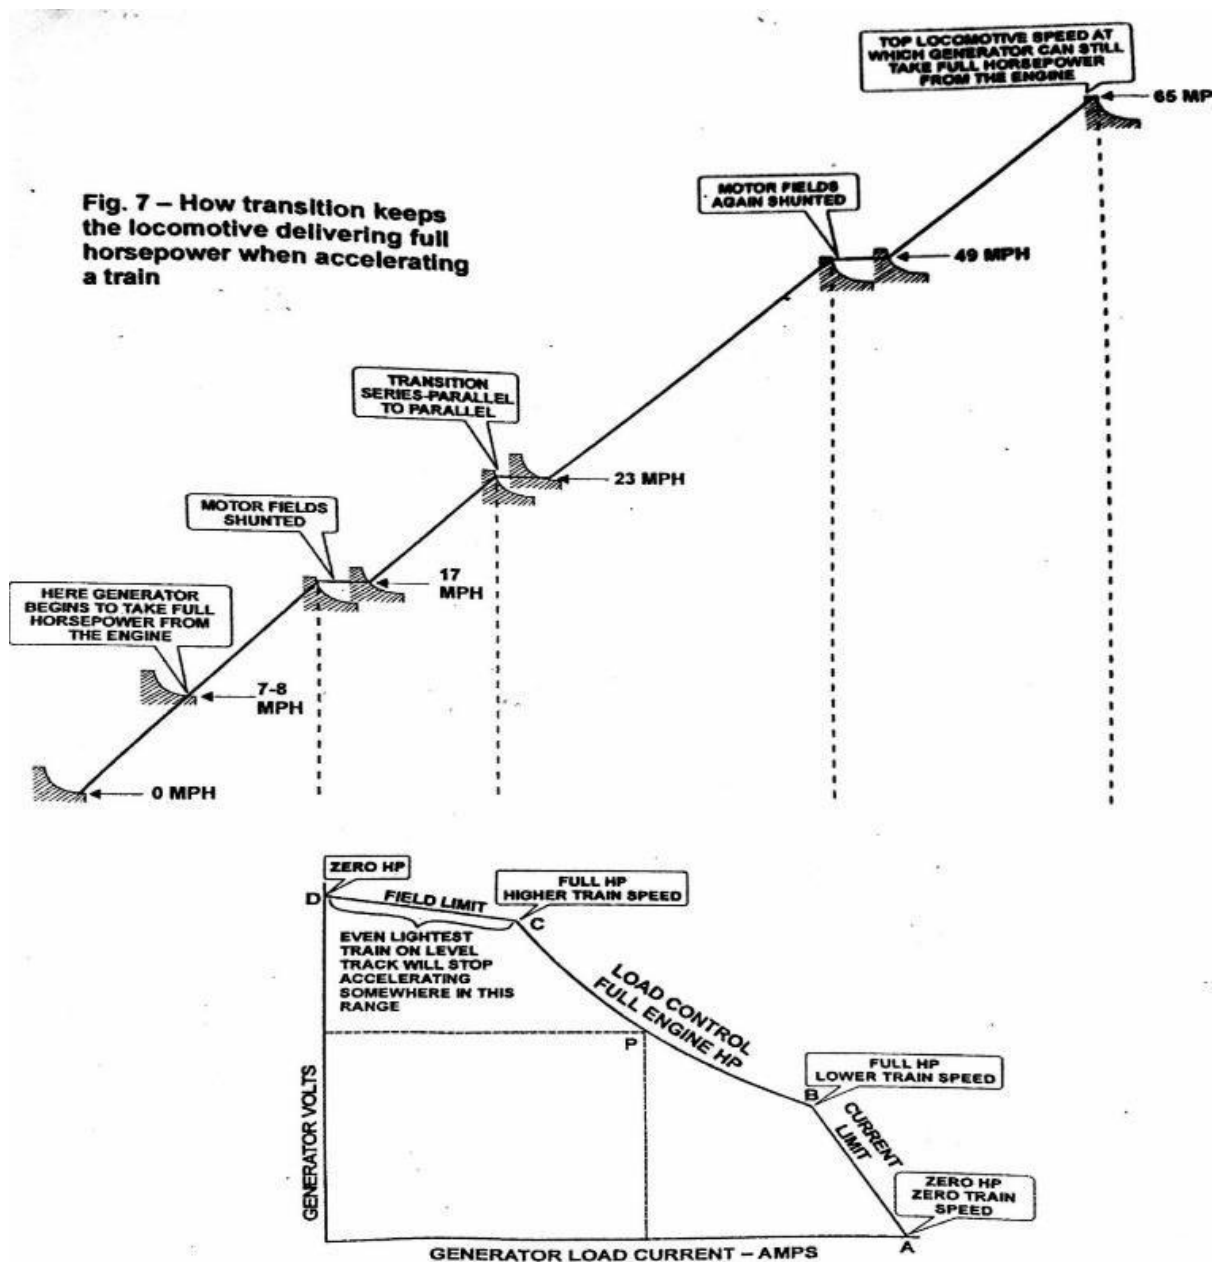 TOP LOCOMOTIVE SPEED AT
WHICH GENERATOR CAN STILL
TAKE FULL HORSEPOWER
FROM THE ENGINE
65 MP
Fig. 7 – How transition keeps
the locomotive delivering full
horsepower when accelerating
a train
MOTOR FIELDS
AGAIN SHUNTED
49 MPH
TRANSITION
SERIES-PARALLEL
TO PARALLEL
23 MPH
MOTOR FIELDS
SHUNTED
17
MPH
HERE GENERATOR
BEGINS TO TAKE FULL
HORSEPOWER FROM
THE ENGINE
7-8
MPH
0 MPH
ZERO HP
D
FIELD LIMIT
FULL HP
HIGHER TRAIN SPEED
C
EVEN LIGHTEST
TRAIN ON LEVEL
TRACK WILL STOP
ACCELERATING
SOMEWHERE IN THIS
RANGE
LOAD CONTROL
FULL ENGINE HP
P
FULL HP
LOWER TRAIN SPEED
B
CURRENT
LIMIT
ZERO HP
ZERO TRAIN
SPEED
A
GENERATOR VOLTS
GENERATOR LOAD CURRENT – AMPS